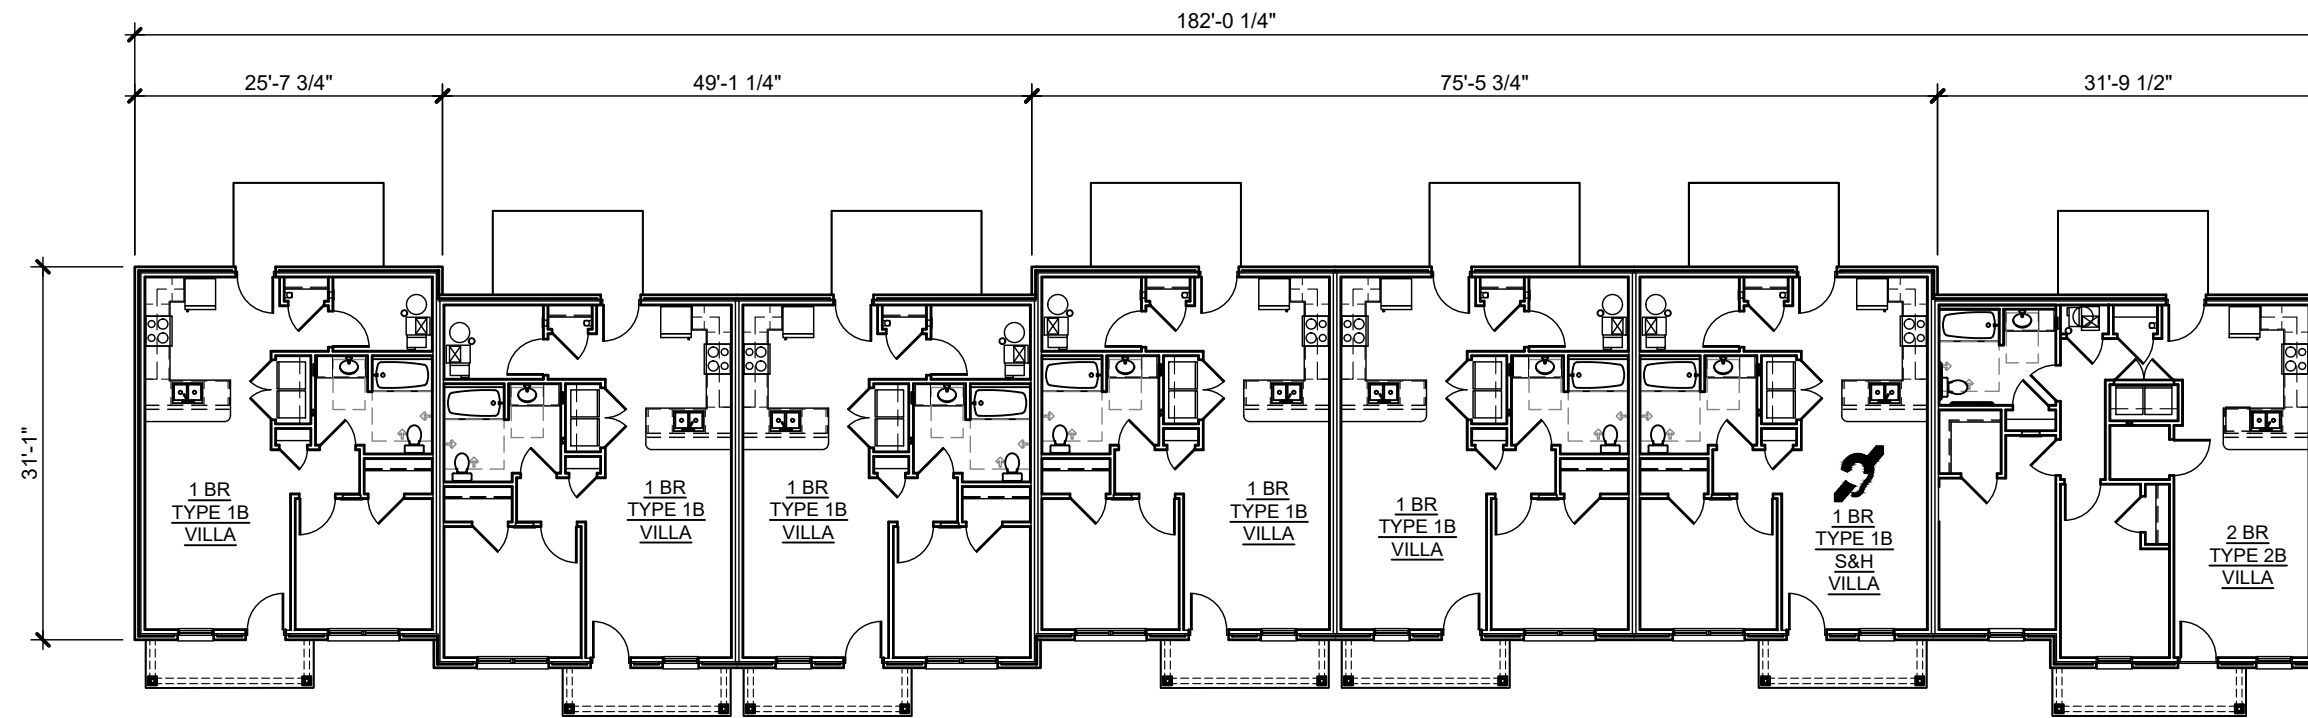 182'-0 1/4"
25'-7 3/4"
49'-1 1/4"
75'-5 3/4"
31'-9 1/2"
31'-1"
1 BR
TYPE 1B
VILLA
1 BR
TYPE 1B
VILLA
1 BR
TYPE 1B
VILLA
1 BR
TYPE 1B
VILLA
1 BR
TYPE 1B
VILLA
1 BR
TYPE 1B
S&H
VILLA
2 BR
TYPE 2B
VILLA